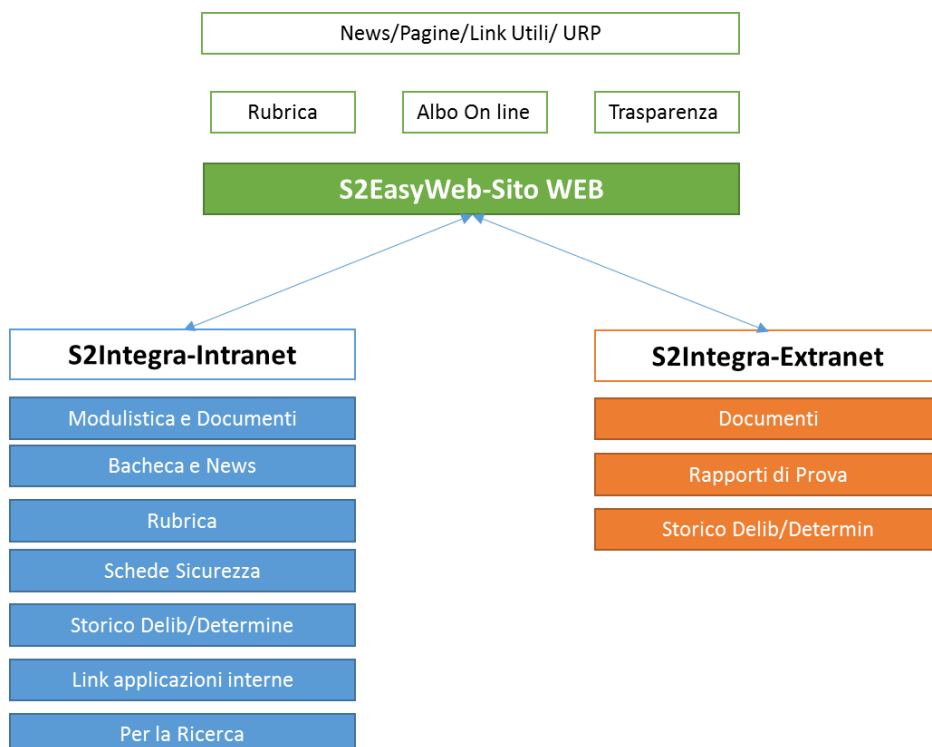 News/Pagine/Link Utili/ URP
Rubrica
Albo On line
Trasparenza
S2EasyWeb-Sito WEB
S2Integra-Intranet
Modulistica e Documenti
Bacheca e News
Rubrica
Schede Sicurezza
Storico Delib/Determine
Link applicazioni interne
Per la Ricerca
S2Integra-Extranet
Documenti
Rapporti di Prova
Storico Delib/Determin